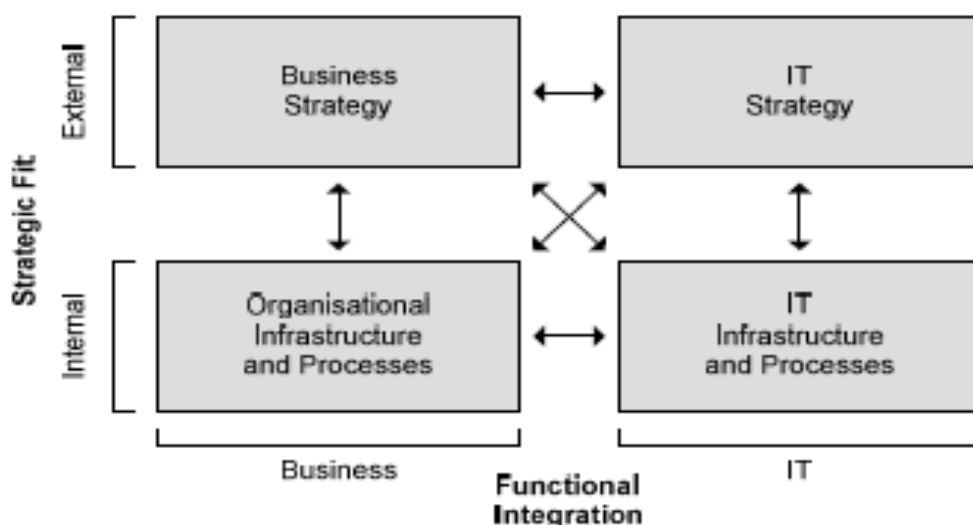 External
Business
Strategy
IT
Strategy
Strategic Fit
Internal
Organisational
Infrastructure
and Processes
IT
Infrastructure
and Processes
Business
IT
Functional
Integration